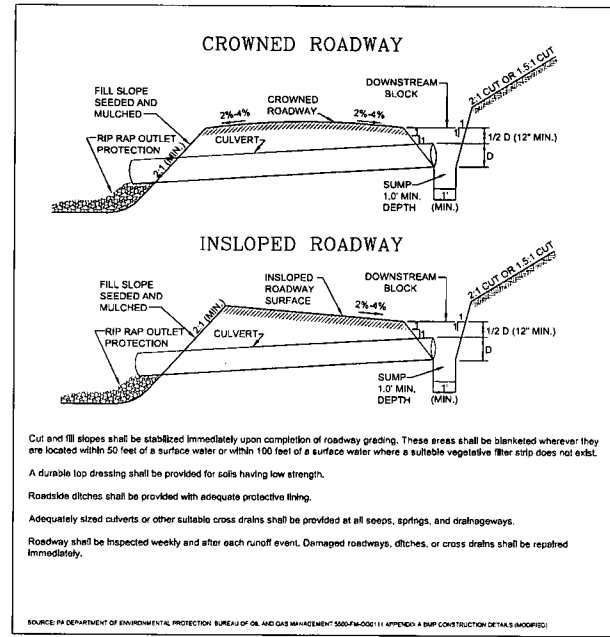 CROWNED ROADWAY
FILL SLOPE
SEEDED AND
MULCHED
2%-4%
CROWNED
ROADWAY
2%-4%
DOWNSTREAM
BLOCK
2:1 CUT OR 1.5:1 CUT
RIP RAP OUTLET
PROTECTION
2:1 (MIN.)
CULVERT
1
1
1
1/2 D (12" MIN.)
D
SUMP
1.0' MIN.
DEPTH
1'
(MIN.)
INSLOPED ROADWAY
FILL SLOPE
SEEDED AND
MULCHED
2:1 (MIN.)
INSLOPED
ROADWAY
SURFACE
2%-4%
DOWNSTREAM
BLOCK
2:1 CUT OR 1.5:1 CUT
RIP RAP OUTLET
PROTECTION
CULVERT
1
1
1
1/2 D (12" MIN.)
D
SUMP
1.0' MIN.
DEPTH
1'
(MIN.)
Cut and fill slopes shall be stabilized immediately upon completion of roadway grading. These areas shall be blanketed wherever they
are located within 50 feet of a surface water or within 100 feet of a surface water where a suitable vegetative filter strip does not exist.
A durable top dressing shall be provided for soils having low strength.
Roadside ditches shall be provided with adequate protective lining.
Adequately sized culverts or other suitable cross drains shall be provided at all seeps, springs, and drainageways.
Roadway shall be inspected weekly and after each runoff event. Damaged roadways, ditches, or cross drains shall be repaired
immediately.
SOURCE: PA DEPARTMENT OF ENVIRONMENTAL PROTECTION BUREAU OF OIL AND GAS MANAGEMENT 5500-FM-OG0111 APPENDIX A BMP CONSTRUCTION DETAILS (MODIFIED)